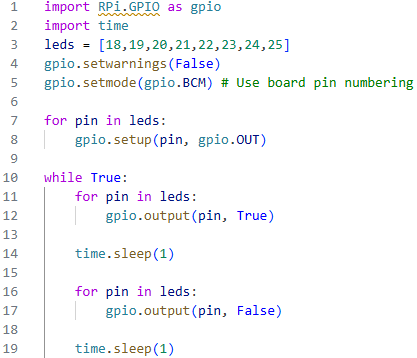 1 import RPi.GPIO as gpio
2 import time
3 leds = [18,19,20,21,22,23,24,25]
4 gpio.setwarnings(False)
5 gpio.setmode(gpio.BCM) # Use board pin numbering
6
7 for pin in leds:
8     gpio.setup(pin, gpio.OUT)
9
10 while True:
11     for pin in leds:
12         gpio.output(pin, True)
13
14     time.sleep(1)
15
16     for pin in leds:
17         gpio.output(pin, False)
18
19     time.sleep(1)